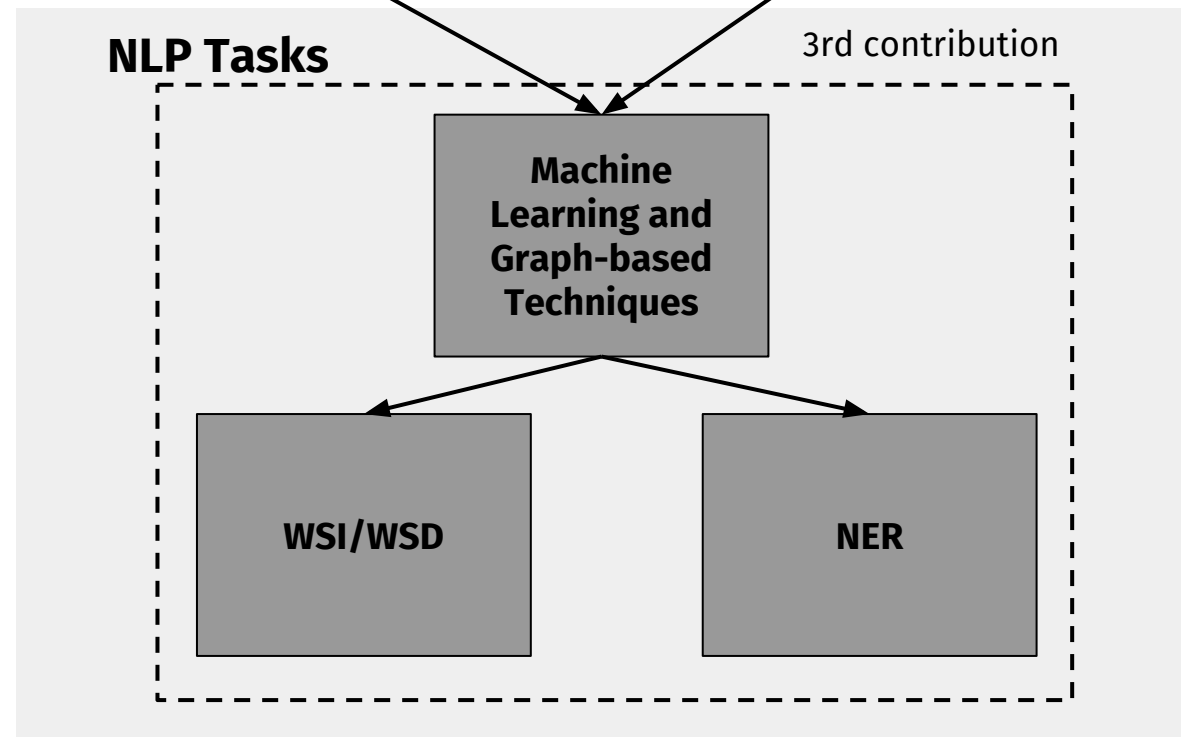 NLP Tasks
3rd contribution
Machine
Learning and
Graph-based
Techniques
WSI/WSD
NER